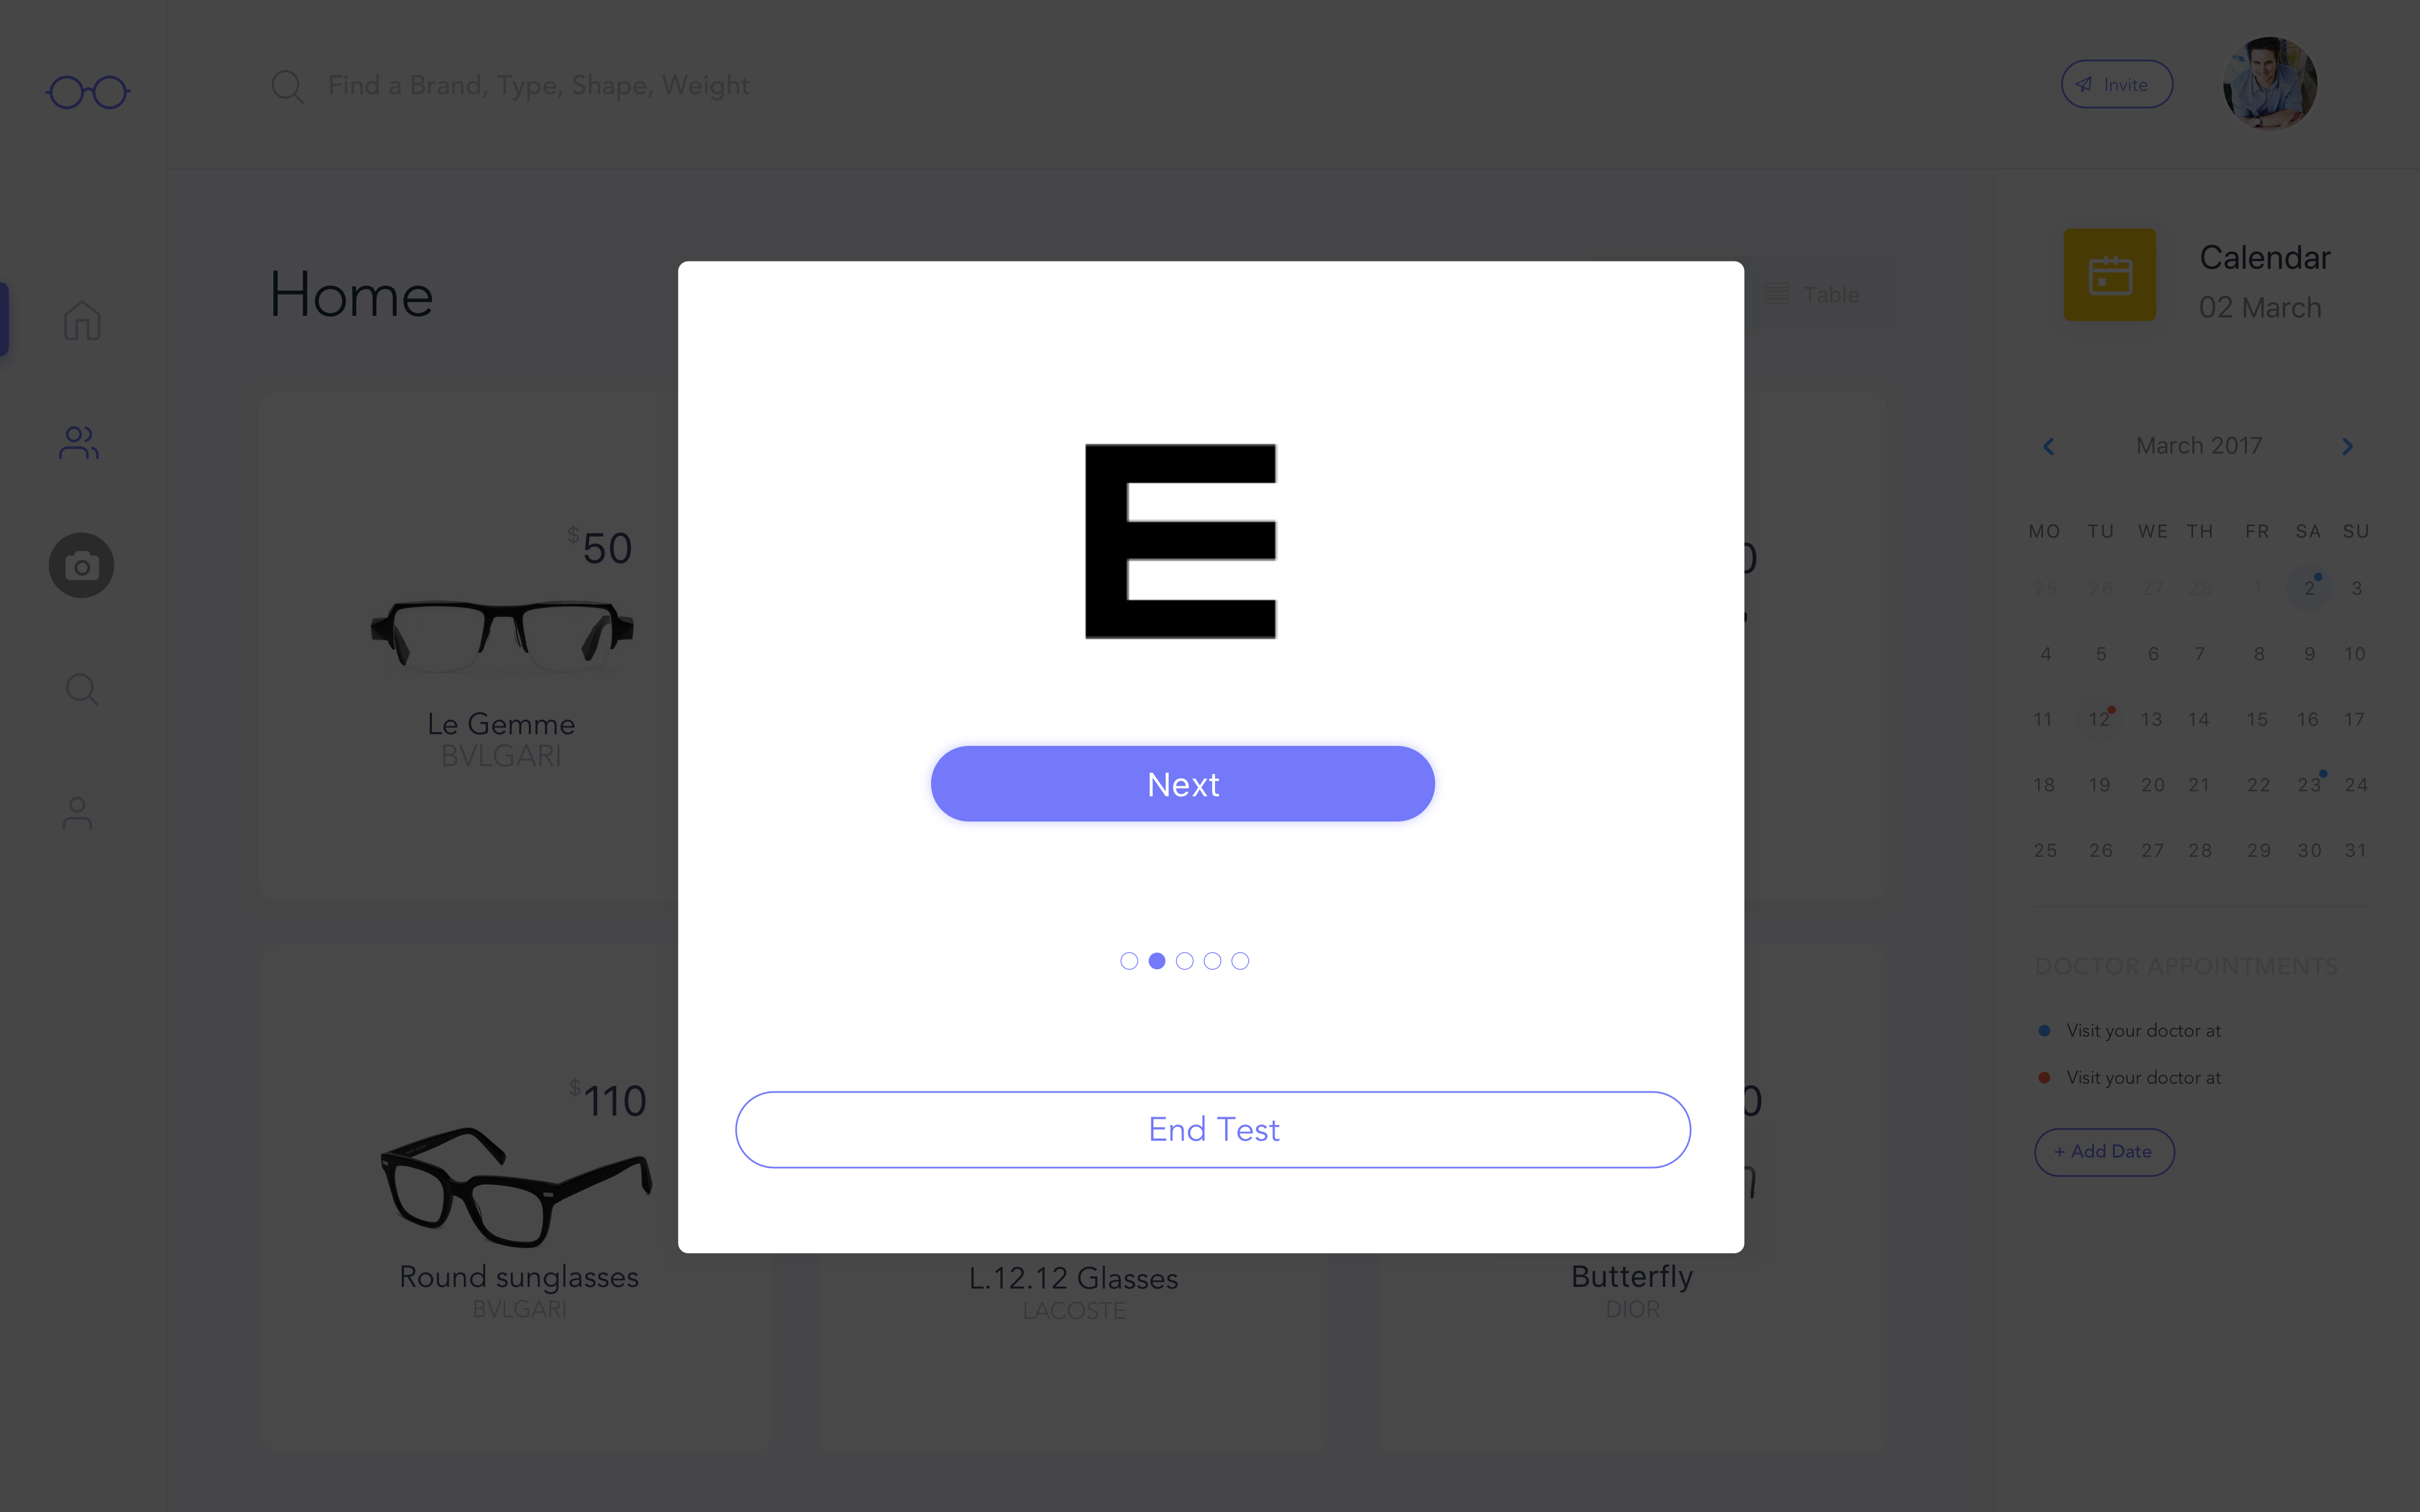 Find a Brand, Type, Shape, Weight
Invite
Home
Table
Calendar
02 March
E
Next
End Test
$50
Le Gemme
BVLGARI
0
$110
Round sunglasses
BVLGARI
L.12.12 Glasses
LACOSTE
0
Butterfly
DIOR
March 2017
MO TU WE TH FR SA SU
25 26 27 28 1 2 3
4 5 6 7 8 9 10
11 12 13 14 15 16 17
18 19 20 21 22 23 24
25 26 27 28 29 30 31
DOCTOR APPOINTMENTS
Visit your doctor at
Visit your doctor at
+ Add Date